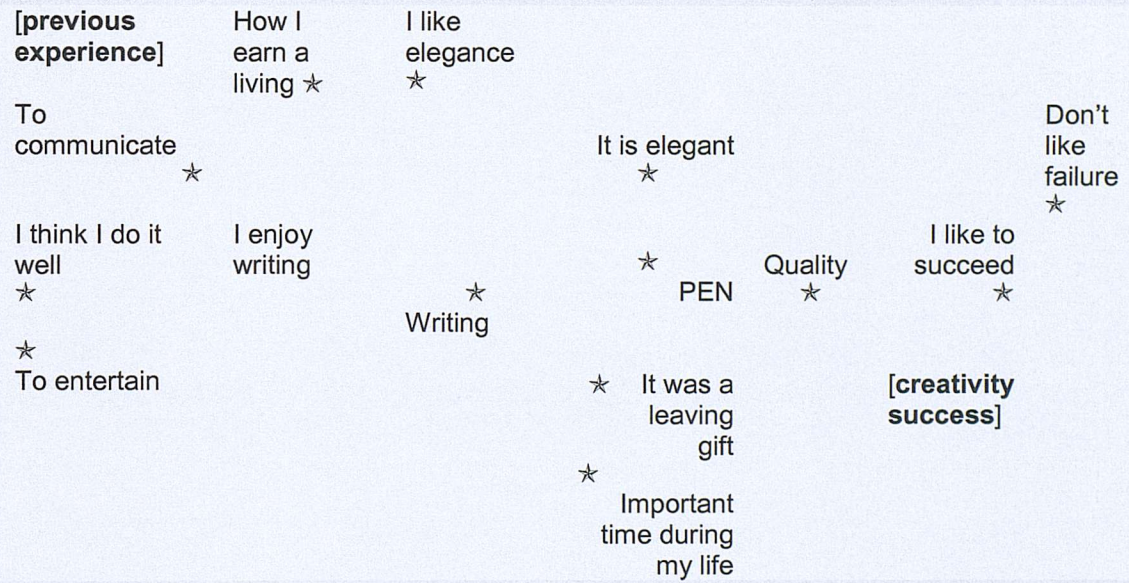 [previous
experience]
How I
earn a
living ✯
I like
elegance
✯
To
communicate
✯
It is elegant
✯
Don't
like
failure
✯
I think I do it
well
✯
I enjoy
writing
✯
Writing
✯
PEN
Quality
✯
I like to
succeed
✯
✯
To entertain
✯ It was a
leaving
gift
[creativity
success]
✯
Important
time during
my life